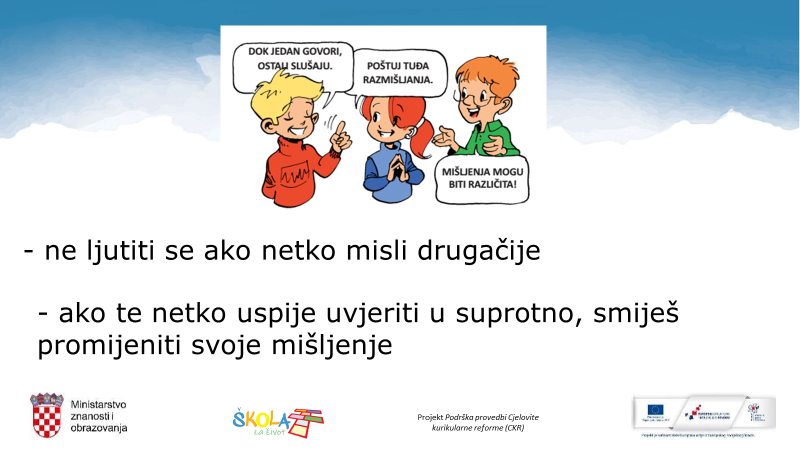 DOK JEDAN GOVORI,
OSTALI SLUŠAJU.
POŠTUJ TUĐA
RAZMIŠLJANJA.
MIŠLJENJA MOGU
BITI RAZLIČITA!
- ne ljutiti se ako netko misli drugačije
- ako te netko uspije uvjeriti u suprotno, smiješ
promijeniti svoje mišljenje
Ministarstvo
znanosti i
obrazovanja
ŠKOLA
za život
Projekt Podrška provedbi Cjelovite
kurikularne reforme (CKR)